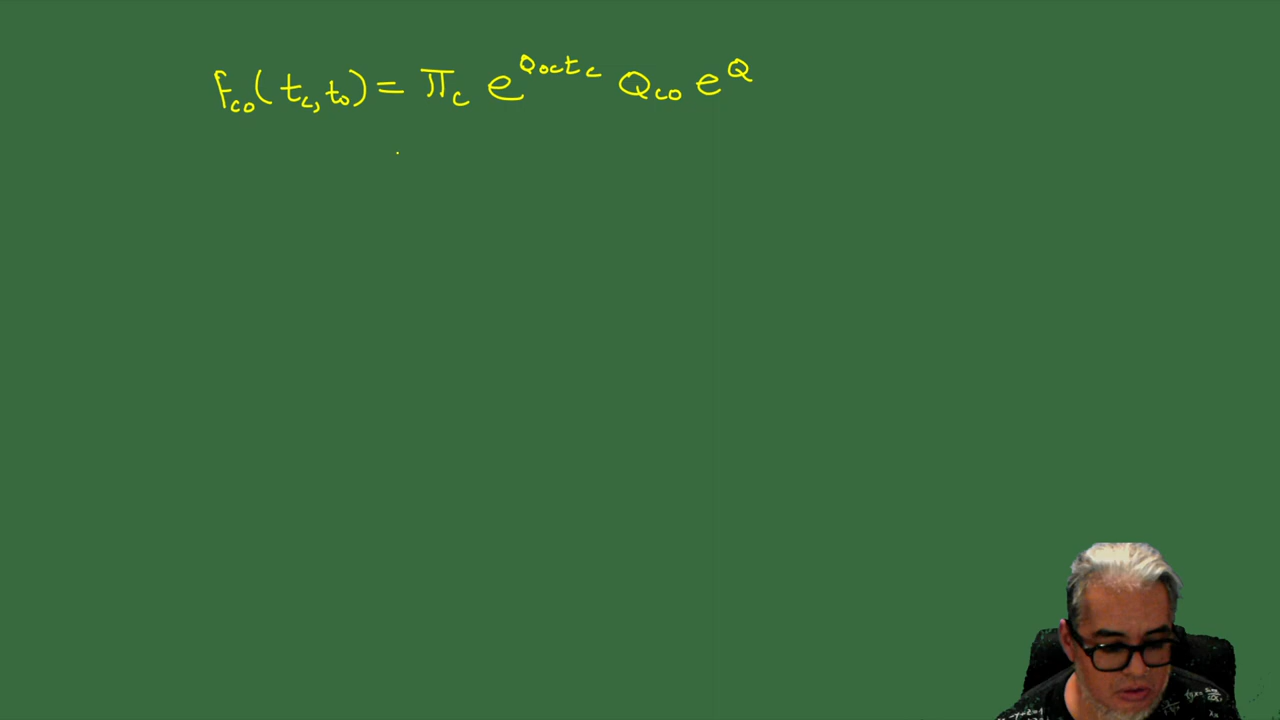 f_co(t_c, t_o) = π_c e^{Q_oc t_c} Q_co e^Q